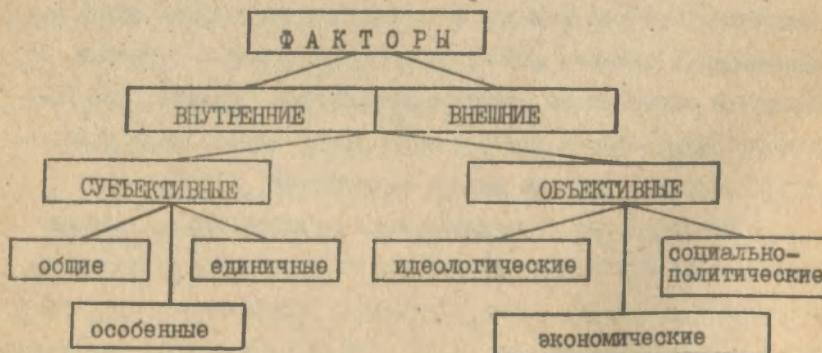 ФАКТОРЫ
ВНУТРЕННИЕ ВНЕШНИЕ
СУБЪЕКТИВНЫЕ ОБЪЕКТИВНЫЕ
общие единичные идеологические социально-
политические
особенные экономические